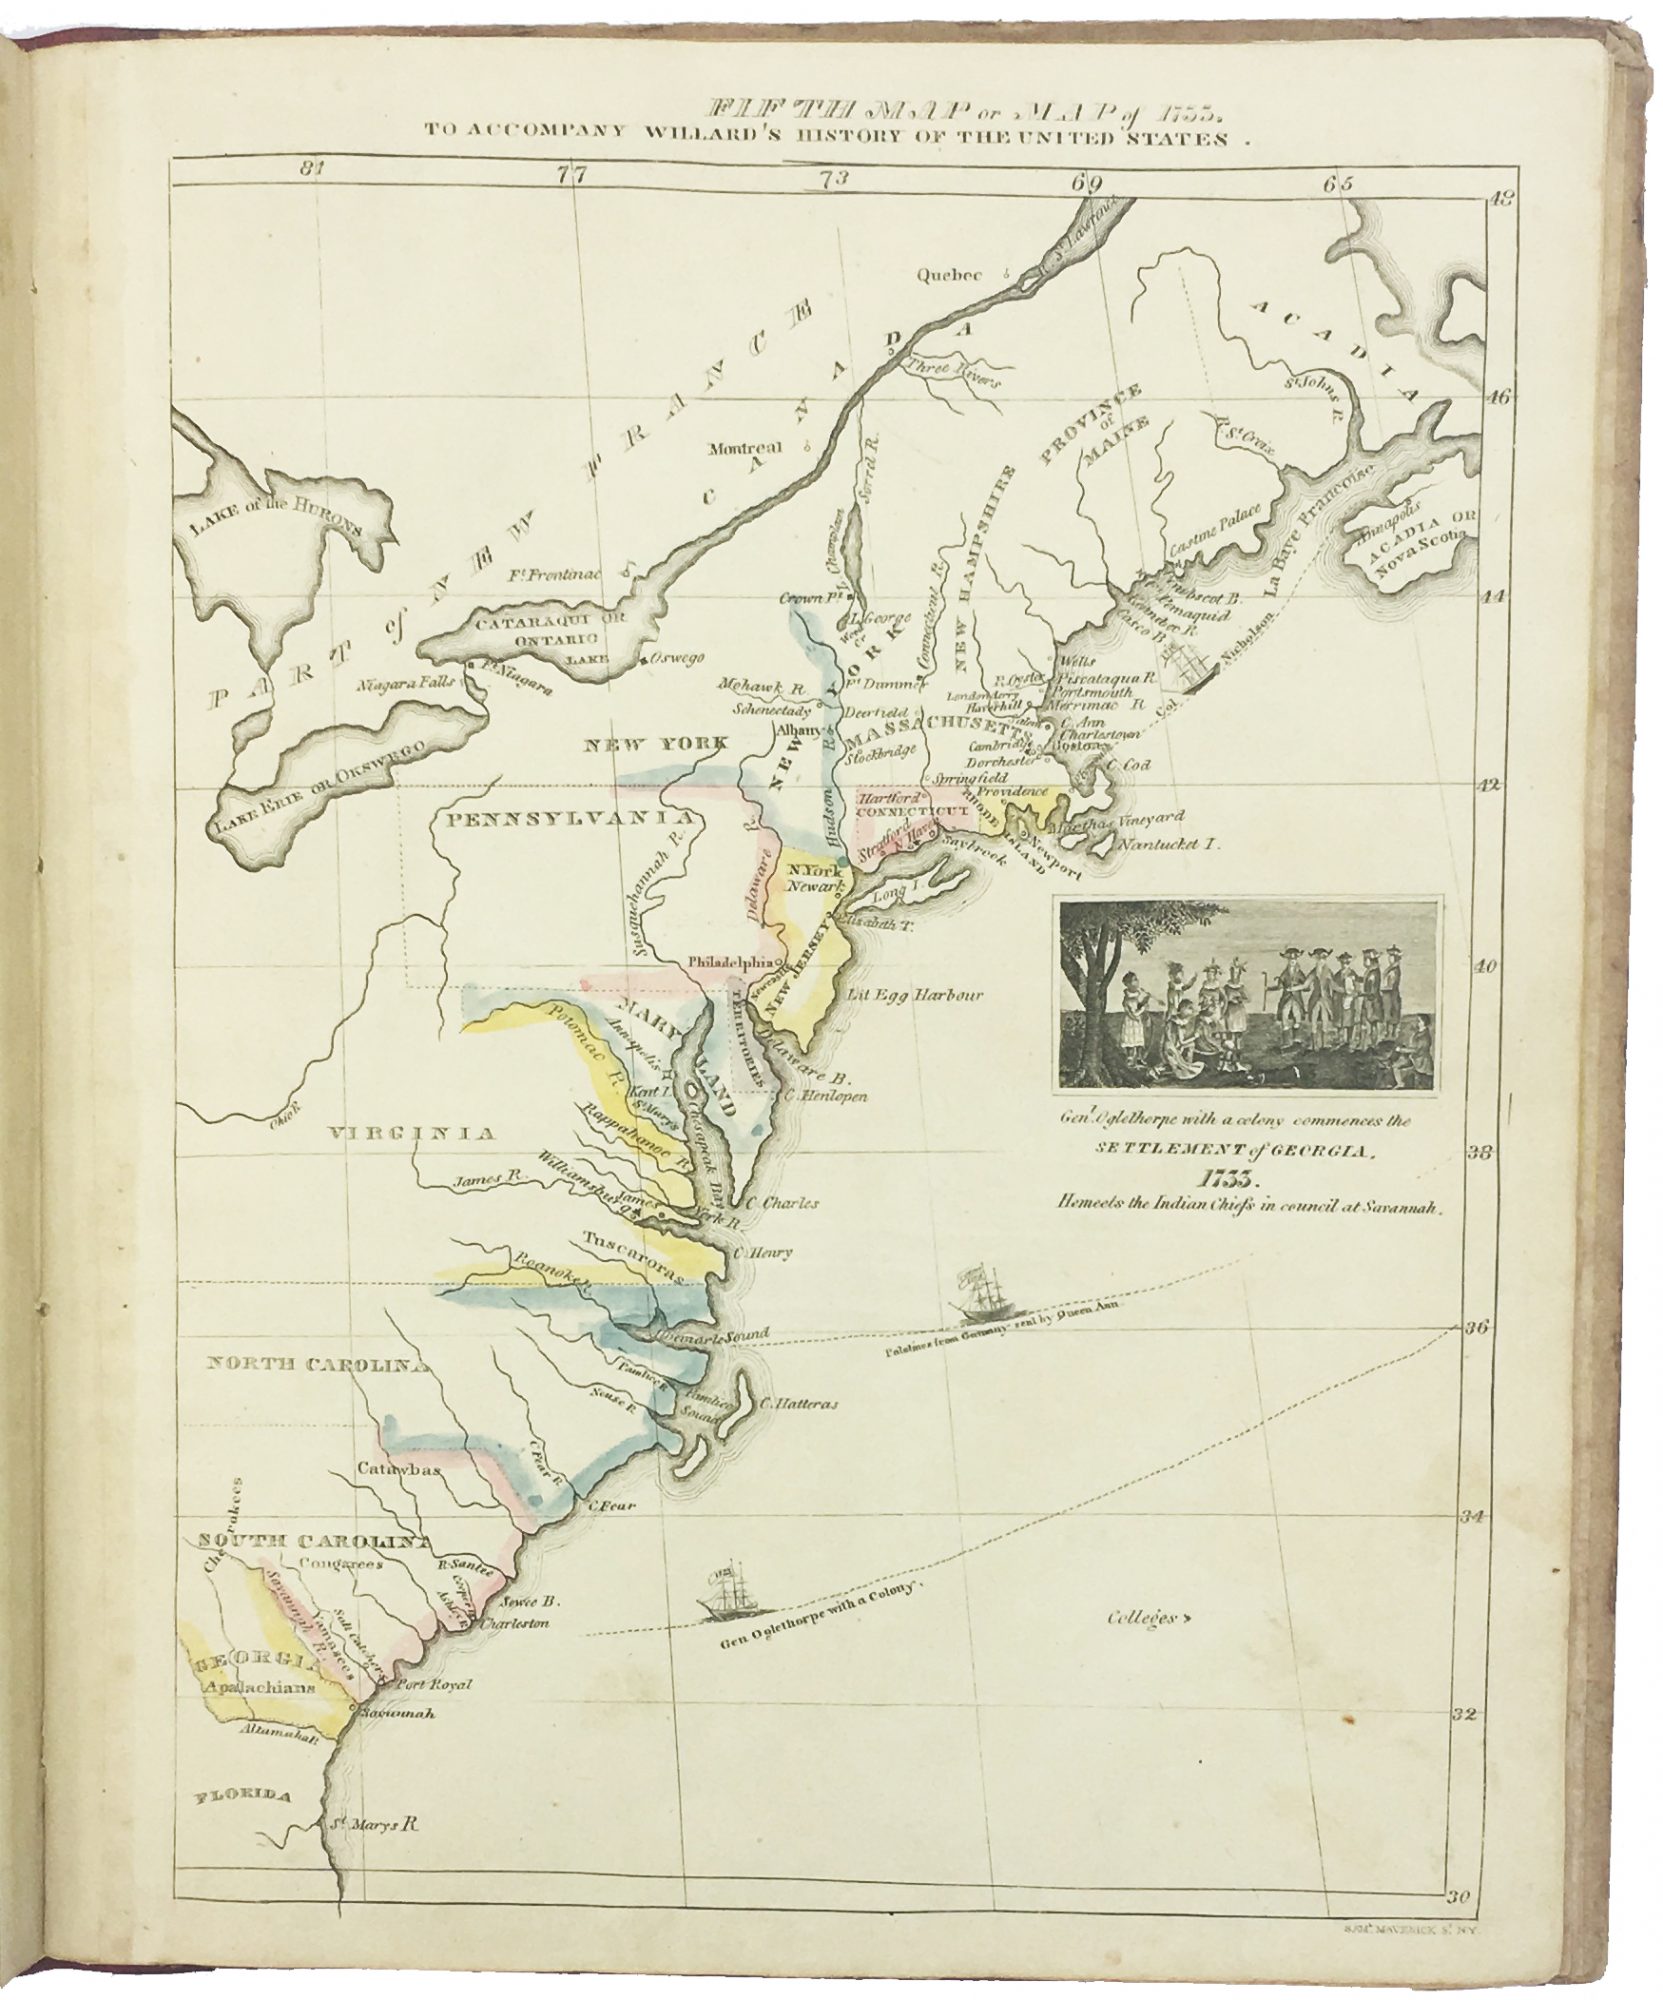 FIFTH MAP or MAP of 1733.
TO ACCOMPANY WILLARD'S HISTORY OF THE UNITED STATES.
81 77 73 69 65
48
46
44
42
40
38
36
34
32
30
R. St. Lawrence
Quebec
ACADIA
PART of NEW FRANCE
CANADA
Three Rivers
St Johns R.
PROVINCE
of
MAINE
R. St Croix
Montreal
Sorrel R.
LAKE of the HURONS
La Baye Francoise
Annapolis
ACADIA OR
Nova Scotia
Castine Palace
Champlain
NEW HAMPSHIRE
Connecticut R.
Ft Frontinac
Crown Pt
L. George
CATARAQUI OR
ONTARIO
LAKE
Oswego
Ft Niagara
Niagara Falls
Penobscot B.
Pemaquid
Casco B.
Col. Nicholson
Wells
Piscataqua R
Portsmouth
Merrimac R
R. Oyster
Londonderry
Haverhill
Salem
C. Ann
Charlestown
Boston
Cambridge
Dorchester
C. Cod
Mohawk R.
Schenectady
Albany
Ft Dummer
Deerfield
MASSACHUSETTS
Stockbridge
Springfield
NEW YORK
NEW YORK
LAKE ERIE OR OKSWEGO
Hudson R.
Hartford
CONNECTICUT
Stratford
N. Haven
Saybrook
Providence
RHODE ISLAND
Newport
Marthas Vineyard
Nantucket I.
PENNSYLVANIA
Susquehannah R.
Delaware R.
N. York
Newark
Long I.
Elisabeth T.
Philadelphia
Newcastle
NEW JERSEY
Lit Egg Harbour
MARYLAND
Annapolis
TERRITORIES
Delaware B.
C. Henlopen
Potomac R.
Kent I.
St Marys
Chesapeak Bay
Rappahanoc R.
Ohio R
VIRGINIA
James R.
Williamsburg
James
York R.
C. Charles
C. Henry
Tuscaroras
Roanoke R.
Albemarle Sound
Gen.l Oglethorpe with a colony commences the
SETTLEMENT of GEORGIA.
1733.
He meets the Indian Chiefs in council at Savannah.
Palatines from Germany sent by Queen Ann
NORTH CAROLINA
Pamlico R
Neuse R.
Pamlico
Sound
C. Hatteras
C. Fear R.
C. Fear
Catawbas
Cherokees
SOUTH CAROLINA
Congarees
R. Santee
Cooper R.
Ashley R.
Sewee B.
Charleston
Savannah R.
Yamasees
Salt Catchers
Gen Oglethorpe with a Colony.
Colleges >
GEORGIA
Apalachians
Port Royal
Savannah
Altamaha R.
FLORIDA
St Marys R
SAM.L MAVERICK Sc. N.Y.